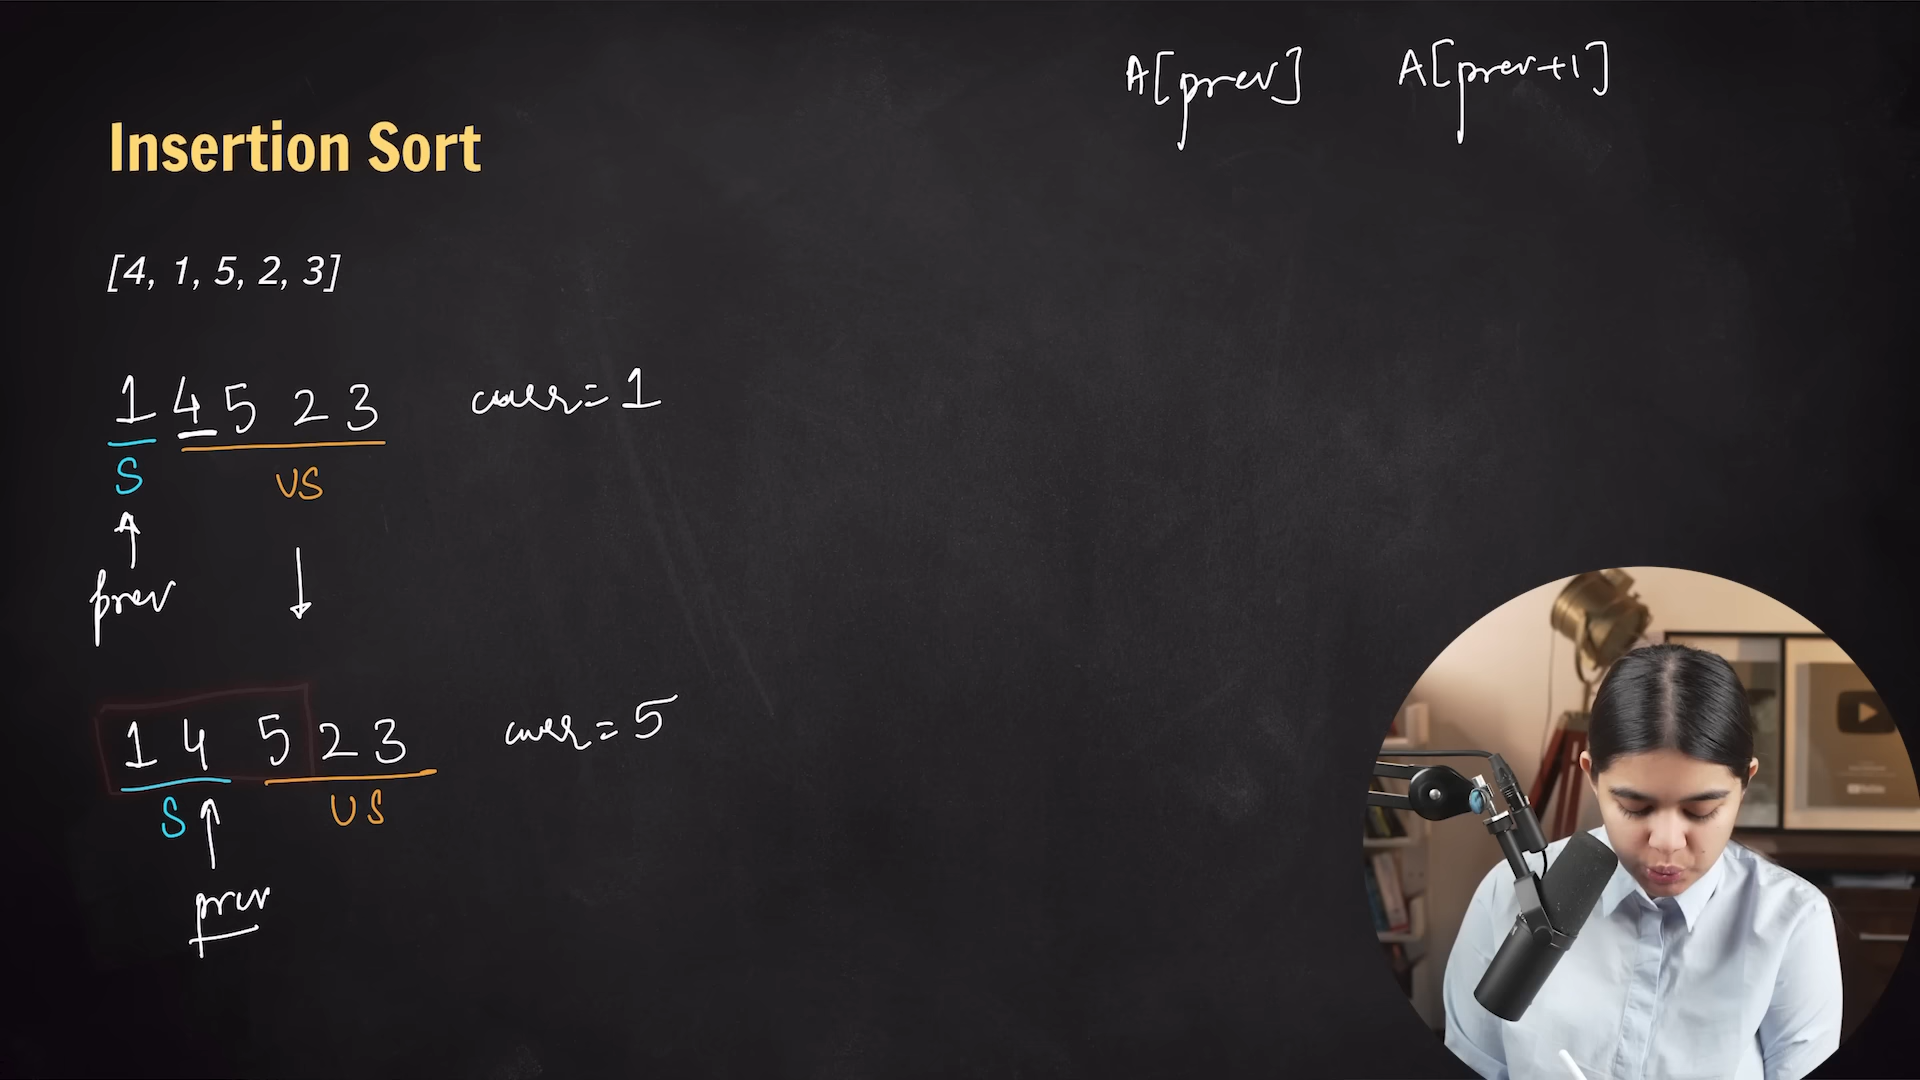 A[prev] A[prev+1]
Insertion Sort
[4, 1, 5, 2, 3]
1 4 5 2 3 curr = 1
S US
prev
1 4 5 2 3 curr = 5
S US
prev